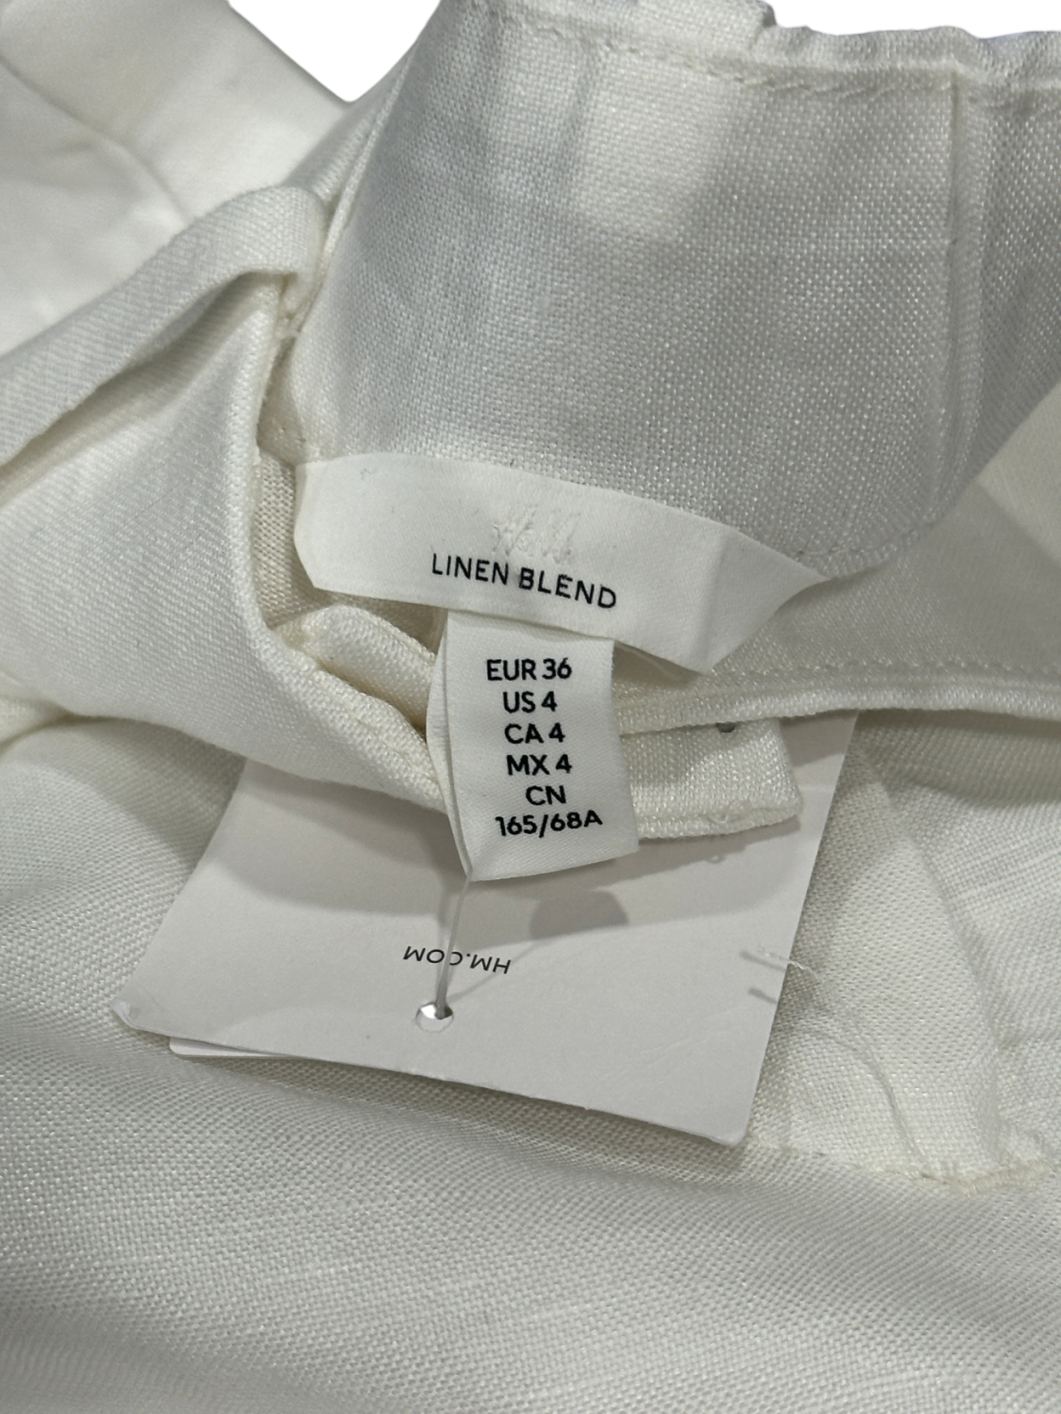 H&M
LINEN BLEND
EUR 36
US 4
CA 4
MX 4
CN
165/68A
HM.COM